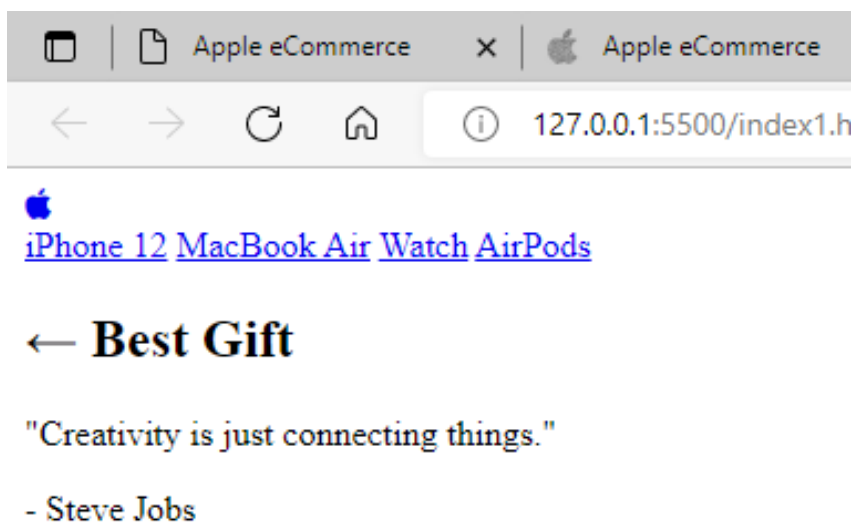 Apple eCommerce Apple eCommerce
127.0.0.1:5500/index1.h
iPhone 12 MacBook Air Watch AirPods
← Best Gift
"Creativity is just connecting things."
- Steve Jobs